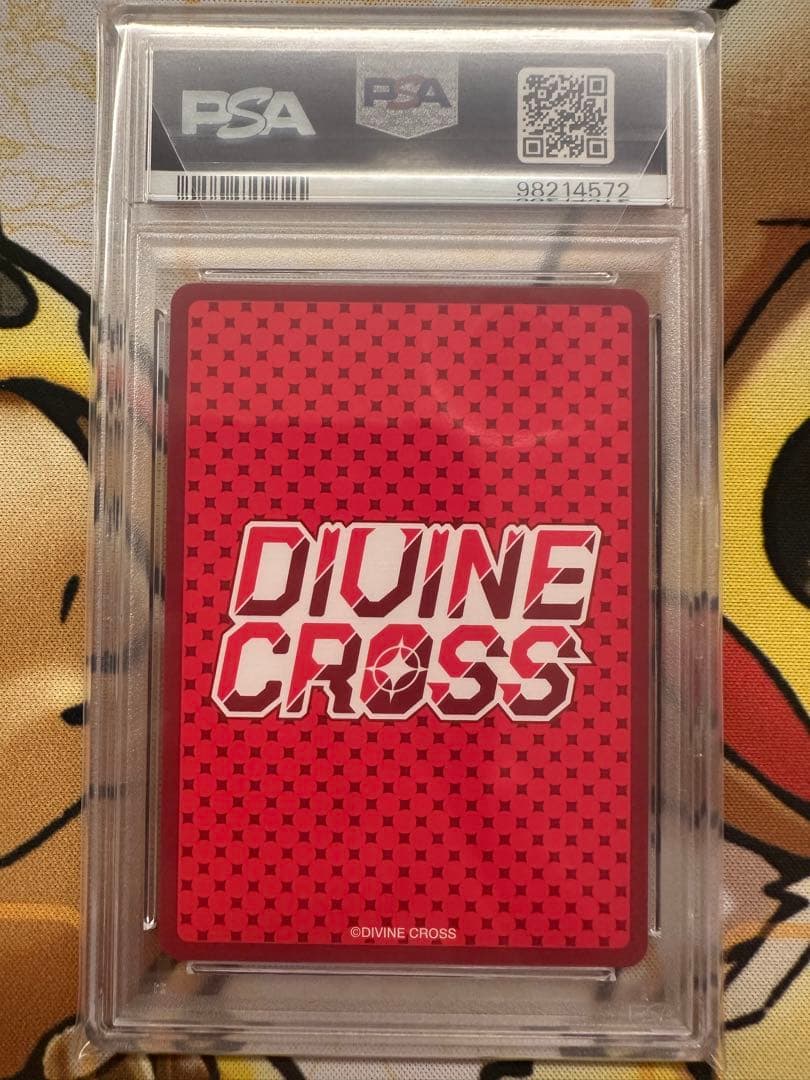 PSA
PSA
98214572
DIVINE
CROSS
©DIVINE CROSS